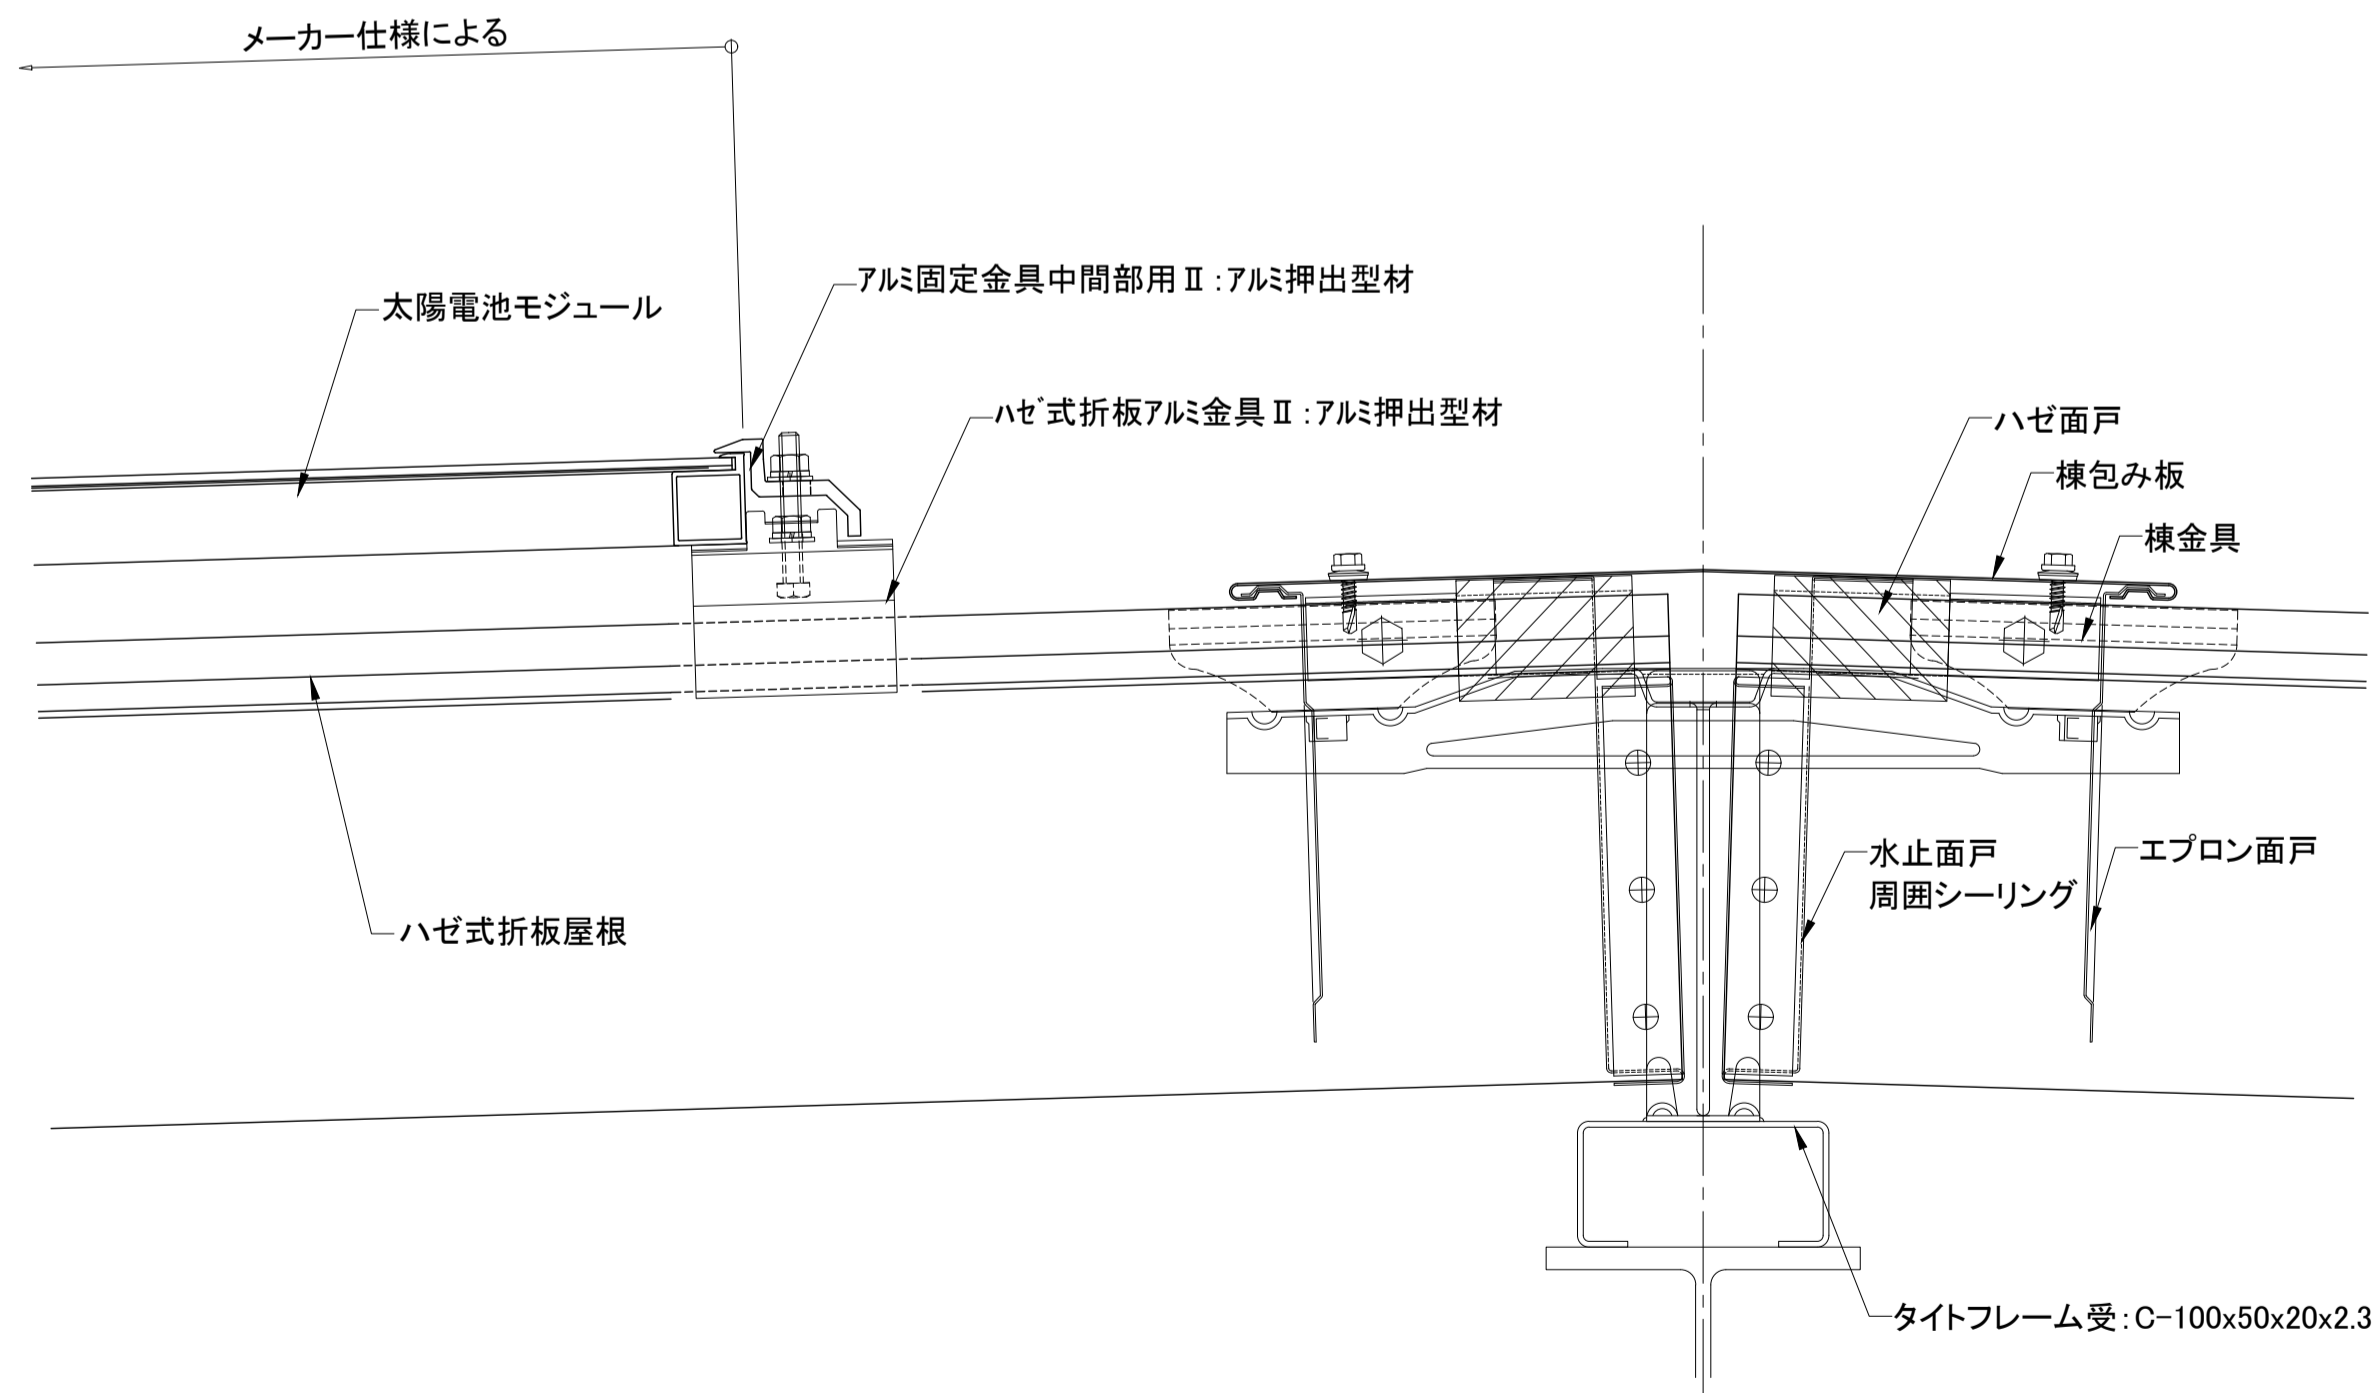 メーカー仕様による
ｱﾙﾐ固定金具中間部用Ⅱ：ｱﾙﾐ押出型材
太陽電池モジュール
ﾊｾﾞ式折板ｱﾙﾐ金具Ⅱ：ｱﾙﾐ押出型材
ハゼ面戸
棟包み板
棟金具
水止面戸
周囲シーリング
エプロン面戸
ハゼ式折板屋根
タイトフレーム受：C-100x50x20x2.3